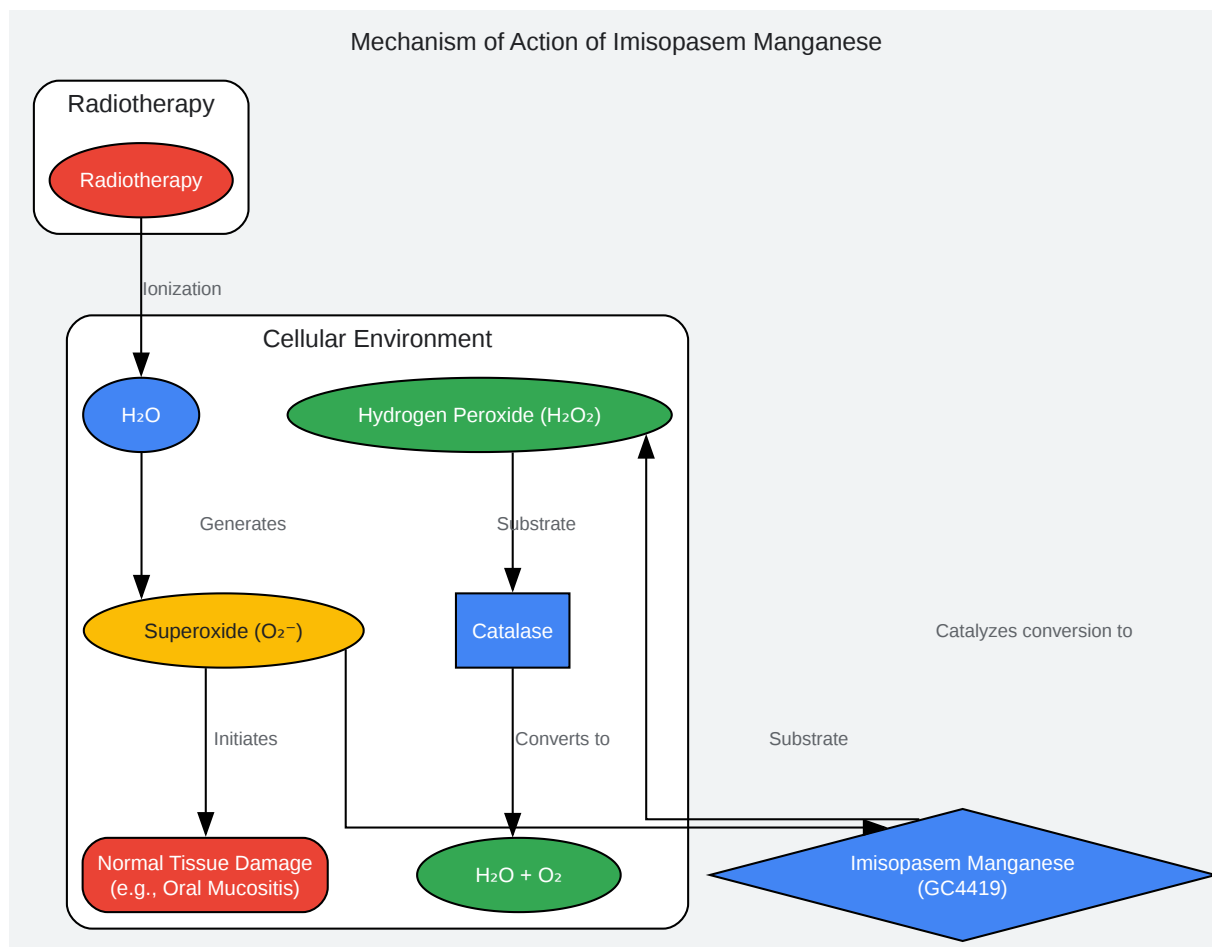 Mechanism of Action of Imisopasem Manganese
Radiotherapy
Radiotherapy
Ionization
Cellular Environment
H₂O
Hydrogen Peroxide (H₂O₂)
Generates
Substrate
Superoxide (O₂⁻)
Catalase
Catalyzes conversion to
Initiates
Converts to
Substrate
Normal Tissue Damage
(e.g., Oral Mucositis)
H₂O + O₂
Imisopasem Manganese
(GC4419)